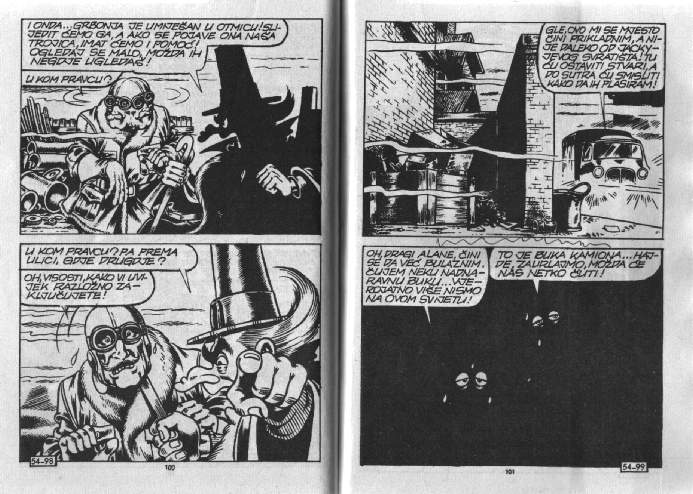 I ONDA... GRBONJA JE UMIJEŠAN U OTMICU! SLI-
JEDIT ĆEMO GA, A AKO SE POJAVE ONA NAŠA
TROJICA, IMAT ĆEMO I POMOĆ!
OGLEDAJ SE MALO, MOŽDA IH
NEGDJE UGLEDAŠ!
U KOM PRAVCU?
U KOM PRAVCU? PA PREMA
ULICI, GDJE DRUGDJE?
OH, VISOSTI, KAKO VI UVI-
JEK RAZLOŽNO ZA-
KLJUČUJETE!
54-98
100
GLE, ONO MI SE MJESTO
ČINI PRIKLADNIM, A NI-
JE DALEKO OD JACKY-
JEVOG SVRATIŠTA! TU
ĆU OSTAVITI STVARI, A
DO SUTRA ĆU SMISLITI
KAKO DA IH PLASIRAM!
OH, DRAGI ALANE, ČINI
SE DA VEĆ BULAZNIM,
ČUJEM NEKU NADNA-
RAVNU BUKU... VJE-
ROJATNO VIŠE NISMO
NA OVOM SVIJETU!
TO JE BUKA KAMIONA... HAJ-
DE, ZAURLAJMO, MOŽDA ĆE
NAS NETKO ČUTI!
101
54-99